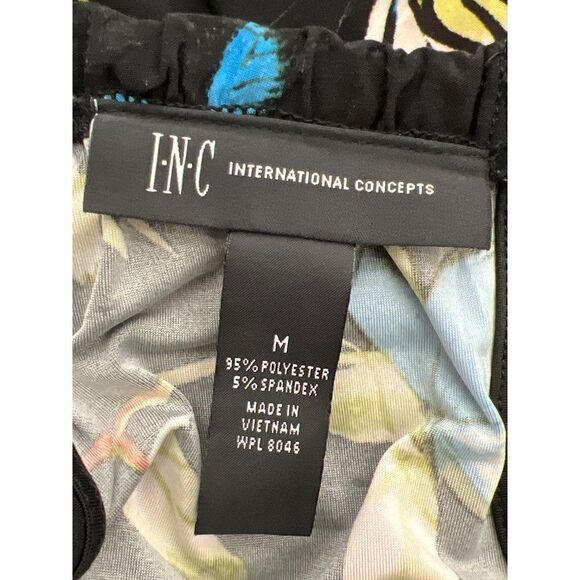 I·N·C INTERNATIONAL CONCEPTS
M
95% POLYESTER
5% SPANDEX
MADE IN
VIETNAM
WPL 8046